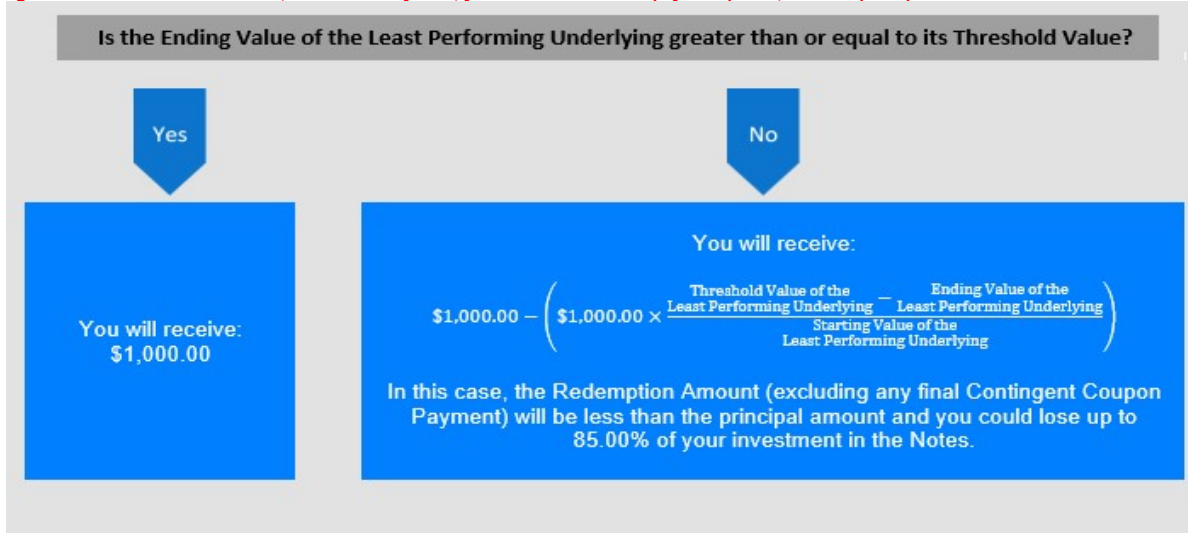 Is the Ending Value of the Least Performing Underlying greater than or equal to its Threshold Value?
Yes
No
You will receive:
$1,000.00
You will receive:
$1,000.00 − ($1,000.00 × (Threshold Value of the Least Performing Underlying − Ending Value of the Least Performing Underlying) / Starting Value of the Least Performing Underlying)
In this case, the Redemption Amount (excluding any final Contingent Coupon
Payment) will be less than the principal amount and you could lose up to
85.00% of your investment in the Notes.